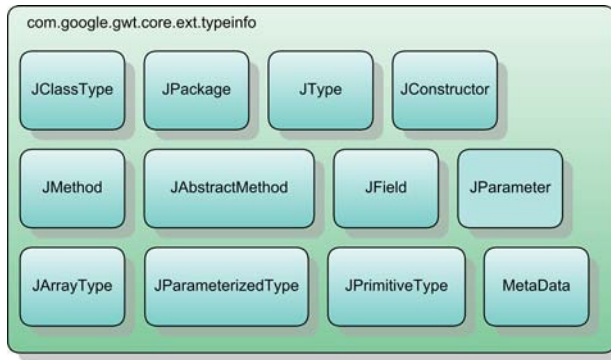 com.google.gwt.core.ext.typeinfo
JClassType JPackage JType JConstructor
JMethod JAbstractMethod JField JParameter
JArrayType JParameterizedType JPrimitiveType MetaData